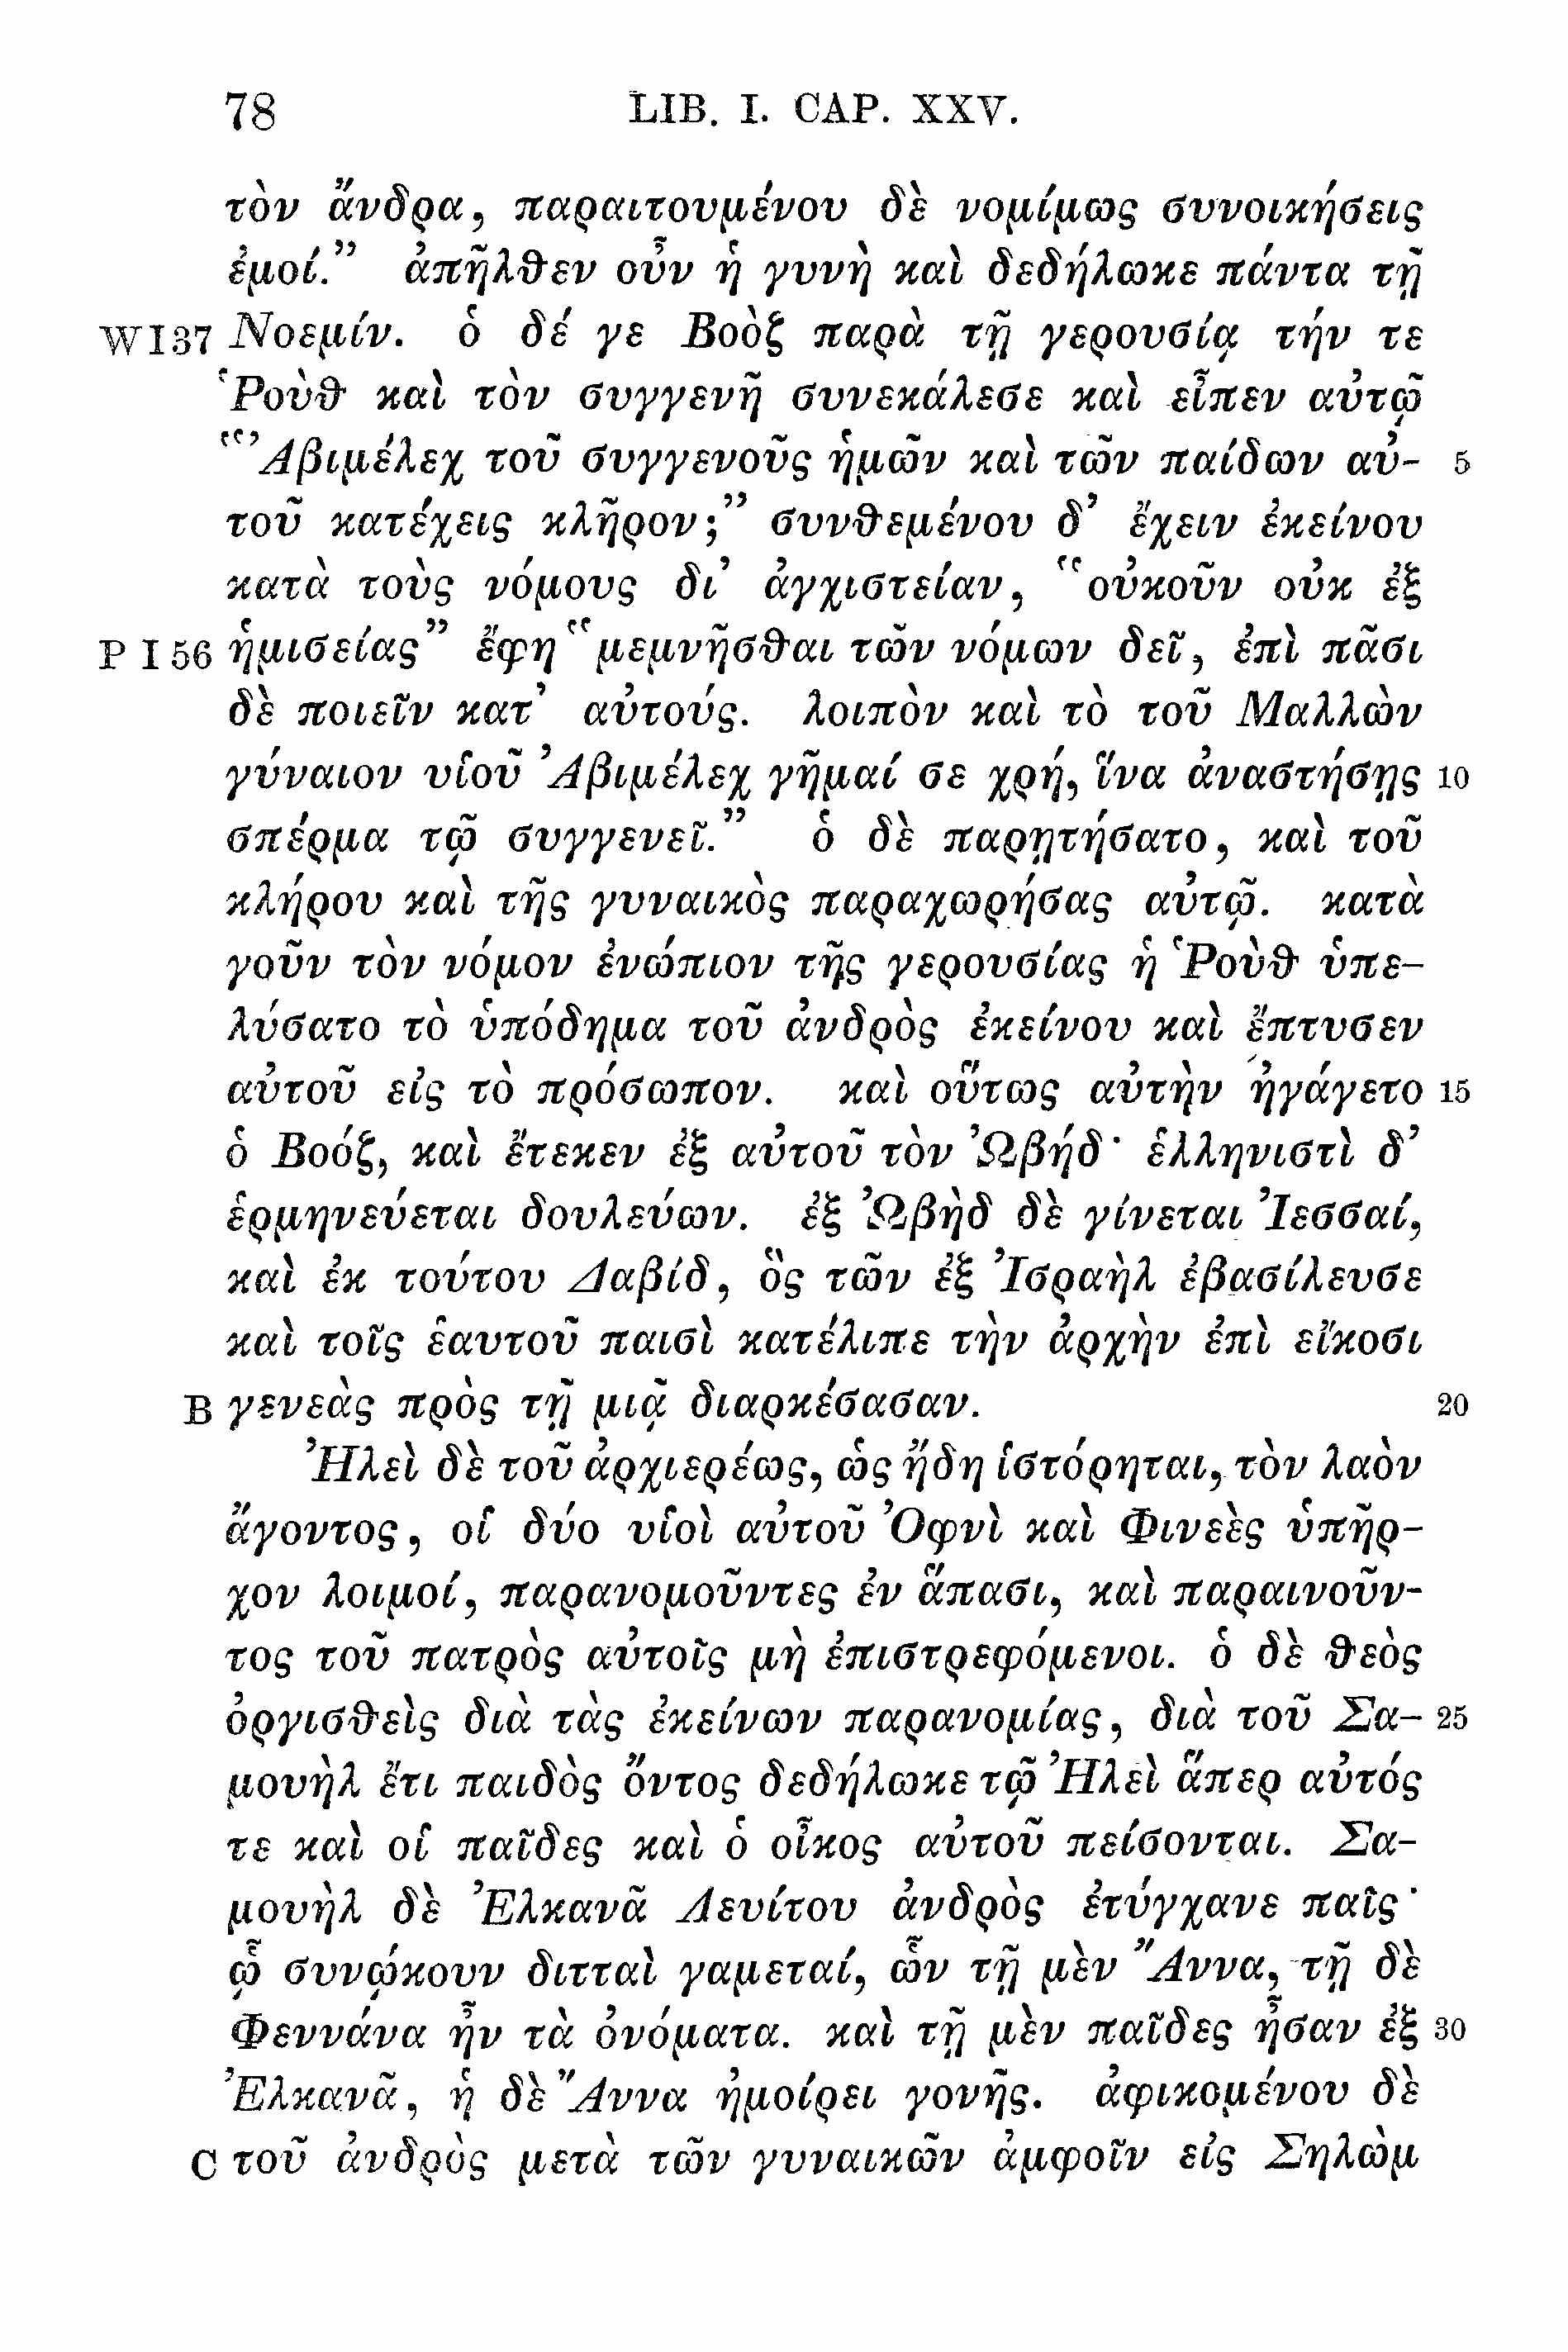 78 LIB. I. CAP. XXV.
τὸν ἄνδρα, παραιτουμένου δὲ νομίμως συνοικήσεις
ἐμοί." ἀπῆλθεν οὖν ἡ γυνὴ καὶ δεδήλωκε πάντα τῇ
W I 37 Νοεμίν. ὁ δέ γε Βοὸζ παρὰ τῇ γερουσίᾳ τήν τε
Ῥοὺθ καὶ τὸν συγγενῆ συνεκάλεσε καὶ εἶπεν αὐτῷ
“Ἀβιμέλεχ τοῦ συγγενοῦς ἡμῶν καὶ τῶν παίδων αὐ- 5
τοῦ κατέχεις κλῆρον;” συνθεμένου δ’ ἔχειν ἐκείνου
κατὰ τοὺς νόμους δι’ ἀγχιστείαν, “οὐκοῦν οὐκ ἐξ
P I 56 ἡμισείας” ἔφη “μεμνῆσθαι τῶν νόμων δεῖ, ἐπὶ πᾶσι
δὲ ποιεῖν κατ’ αὐτούς. λοιπὸν καὶ τὸ τοῦ Μαλλὼν
γύναιον υἱοῦ Ἀβιμέλεχ γῆμαί σε χρή, ἵνα ἀναστήσῃς 10
σπέρμα τῷ συγγενεῖ.” ὁ δὲ παρῃτήσατο, καὶ τοῦ
κλήρου καὶ τῆς γυναικὸς παραχωρήσας αὐτῷ. κατὰ
γοῦν τὸν νόμον ἐνώπιον τῆς γερουσίας ἡ Ῥοὺθ ὑπε-
λύσατο τὸ ὑπόδημα τοῦ ἀνδρὸς ἐκείνου καὶ ἔπτυσεν
αὐτοῦ εἰς τὸ πρόσωπον. καὶ οὕτως αὐτὴν ἠγάγετο 15
ὁ Βοόζ, καὶ ἔτεκεν ἐξ αὐτοῦ τὸν Ὠβήδ· ἑλληνιστὶ δ’
ἑρμηνεύεται δουλεύων. ἐξ Ὠβὴδ δὲ γίνεται Ἰεσσαί,
καὶ ἐκ τούτου Δαβίδ, ὃς τῶν ἐξ Ἰσραὴλ ἐβασίλευσε
καὶ τοῖς ἑαυτοῦ παισὶ κατέλιπε τὴν ἀρχὴν ἐπὶ εἴκοσι
B γενεὰς πρὸς τῇ μιᾷ διαρκέσασαν. 20
Ἠλεὶ δὲ τοῦ ἀρχιερέως, ὡς ἤδη ἱστόρηται, τὸν λαὸν
ἄγοντος, οἱ δύο υἱοὶ αὐτοῦ Ὀφνὶ καὶ Φινεὲς ὑπῆρ-
χον λοιμοί, παρανομοῦντες ἐν ἅπασι, καὶ παραινοῦν-
τος τοῦ πατρὸς αὐτοῖς μὴ ἐπιστρεφόμενοι. ὁ δὲ θεὸς
ὀργισθεὶς διὰ τὰς ἐκείνων παρανομίας, διὰ τοῦ Σα- 25
μουὴλ ἔτι παιδὸς ὄντος δεδήλωκε τῷ Ἠλεὶ ἅπερ αὐτός
τε καὶ οἱ παῖδες καὶ ὁ οἶκος αὐτοῦ πείσονται. Σα-
μουὴλ δὲ Ἐλκανᾶ Λευίτου ἀνδρὸς ἐτύγχανε παῖς·
ᾧ συνῴκουν διτταὶ γαμεταί, ὧν τῇ μὲν Ἄννα, τῇ δὲ
Φεννάνα ἦν τὰ ὀνόματα. καὶ τῇ μὲν παῖδες ἦσαν ἐξ 30
Ἐλκανᾶ, ἡ δὲ Ἄννα ἠμοίρει γονῆς. ἀφικομένου δὲ
C τοῦ ἀνδρὸς μετὰ τῶν γυναικῶν ἀμφοῖν εἰς Σηλὼμ